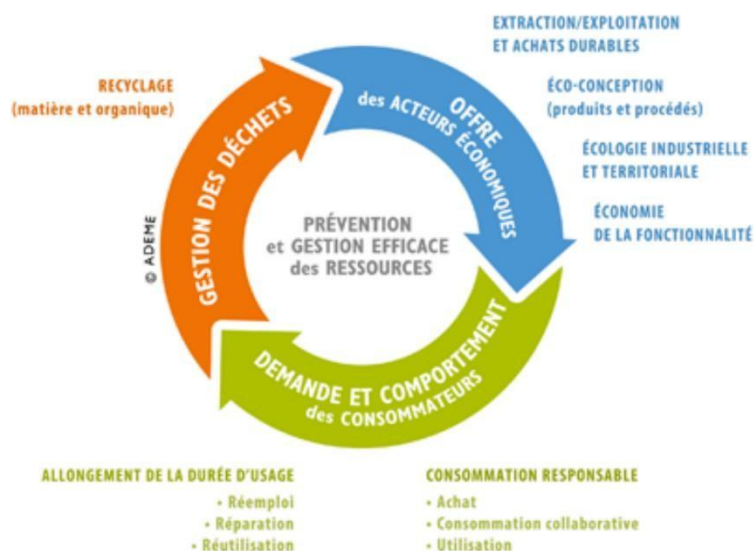 EXTRACTION/EXPLOITATION
ET ACHATS DURABLES
ÉCO-CONCEPTION
(produits et procédés)
ÉCOLOGIE INDUSTRIELLE
ET TERRITORIALE
ÉCONOMIE
DE LA FONCTIONNALITÉ
RECYCLAGE
(matière et organique)
OFFRE
des ACTEURS ÉCONOMIQUES
GESTION DES DÉCHETS
PRÉVENTION
et GESTION EFFICACE
des RESSOURCES
© ADEME
DEMANDE ET COMPORTEMENT
des CONSOMMATEURS
ALLONGEMENT DE LA DURÉE D'USAGE
• Réemploi
• Réparation
• Réutilisation
CONSOMMATION RESPONSABLE
• Achat
• Consommation collaborative
• Utilisation